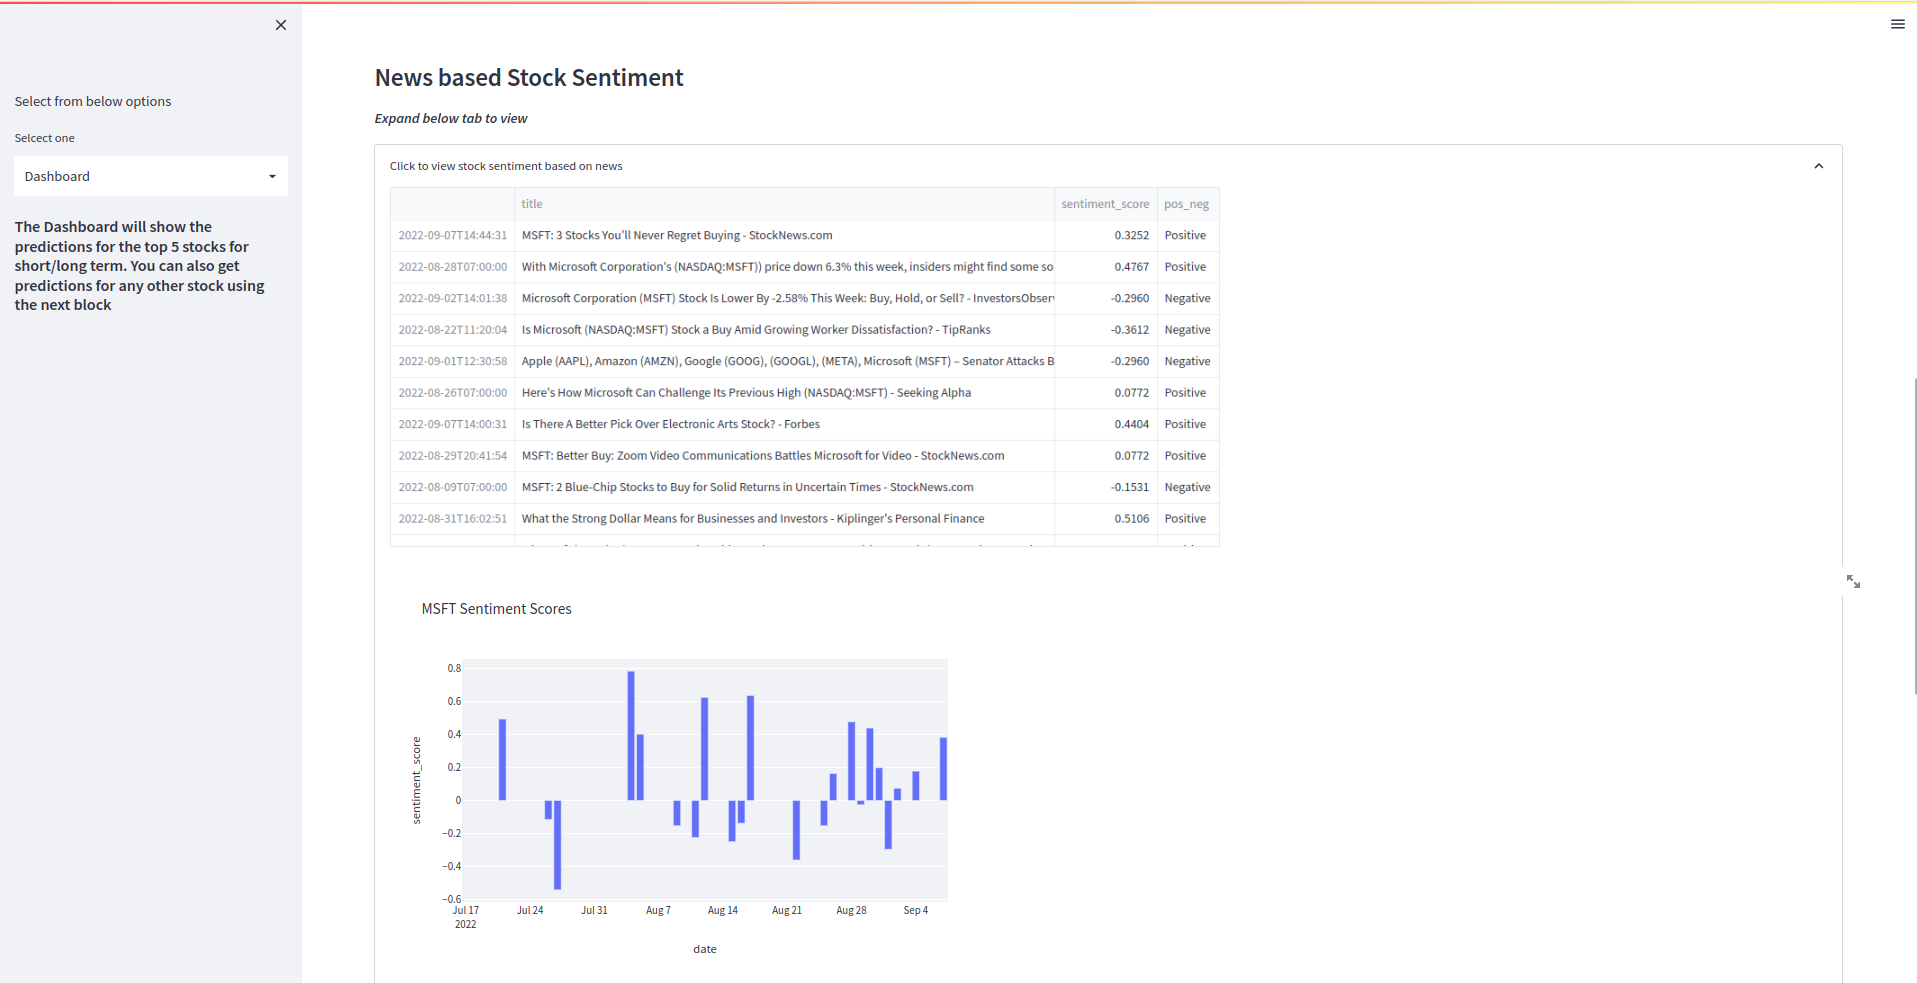 Select from below options
Selcect one
Dashboard
The Dashboard will show the
predictions for the top 5 stocks for
short/long term. You can also get
predictions for any other stock using
the next block
News based Stock Sentiment
Expand below tab to view
Click to view stock sentiment based on news
title sentiment_score pos_neg
2022-09-07T14:44:31 MSFT: 3 Stocks You'll Never Regret Buying - StockNews.com 0.3252 Positive
2022-08-28T07:00:00 With Microsoft Corporation's (NASDAQ:MSFT)) price down 6.3% this week, insiders might find some so 0.4767 Positive
2022-09-02T14:01:38 Microsoft Corporation (MSFT) Stock Is Lower By -2.58% This Week: Buy, Hold, or Sell? - InvestorsObserv -0.2960 Negative
2022-08-22T11:20:04 Is Microsoft (NASDAQ:MSFT) Stock a Buy Amid Growing Worker Dissatisfaction? - TipRanks -0.3612 Negative
2022-09-01T12:30:58 Apple (AAPL), Amazon (AMZN), Google (GOOG), (GOOGL), (META), Microsoft (MSFT) – Senator Attacks B -0.2960 Negative
2022-08-26T07:00:00 Here's How Microsoft Can Challenge Its Previous High (NASDAQ:MSFT) - Seeking Alpha 0.0772 Positive
2022-09-07T14:00:31 Is There A Better Pick Over Electronic Arts Stock? - Forbes 0.4404 Positive
2022-08-29T20:41:54 MSFT: Better Buy: Zoom Video Communications Battles Microsoft for Video - StockNews.com 0.0772 Positive
2022-08-09T07:00:00 MSFT: 2 Blue-Chip Stocks to Buy for Solid Returns in Uncertain Times - StockNews.com -0.1531 Negative
2022-08-31T16:02:51 What the Strong Dollar Means for Businesses and Investors - Kiplinger's Personal Finance 0.5106 Positive
MSFT Sentiment Scores
sentiment_score
0.8
0.6
0.4
0.2
0
−0.2
−0.4
−0.6
Jul 17 Jul 24 Jul 31 Aug 7 Aug 14 Aug 21 Aug 28 Sep 4
2022
date